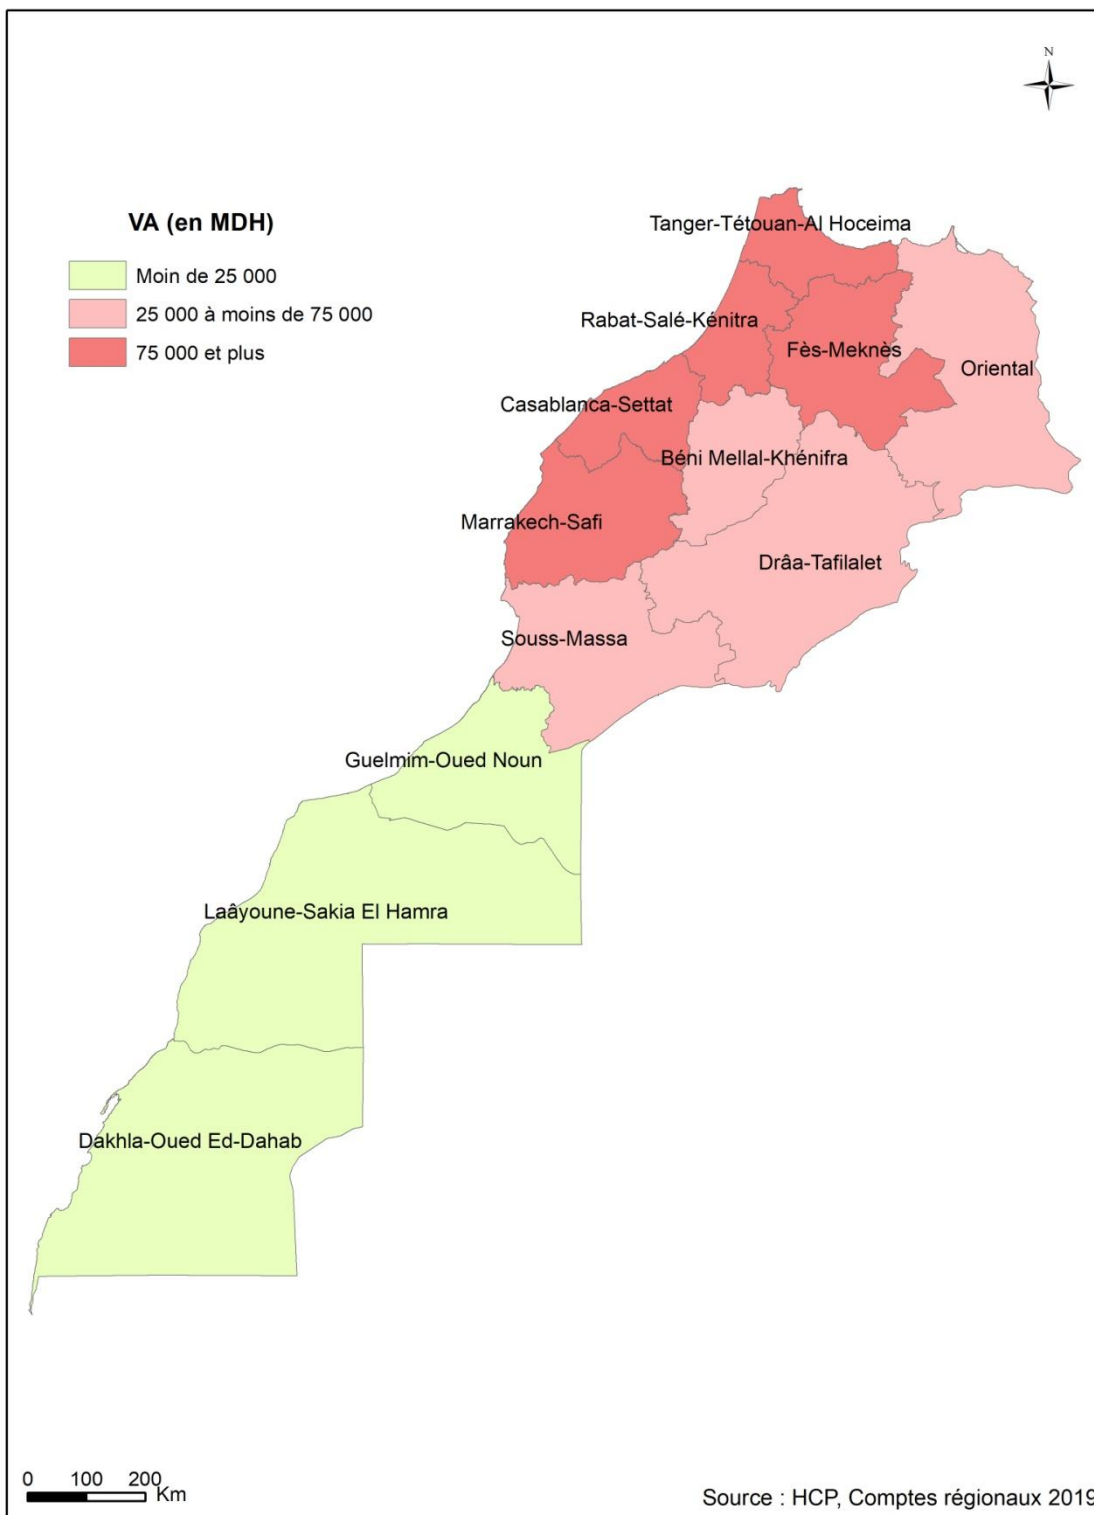 N
VA (en MDH)
Moin de 25 000
25 000 à moins de 75 000
75 000 et plus
Tanger-Tétouan-Al Hoceima
Rabat-Salé-Kénitra
Fès-Meknès
Oriental
Casablanca-Settat
Béni Mellal-Khénifra
Marrakech-Safi
Drâa-Tafilalet
Souss-Massa
Guelmim-Oued Noun
Laâyoune-Sakia El Hamra
Dakhla-Oued Ed-Dahab
0 100 200
Km
Source : HCP, Comptes régionaux 2019